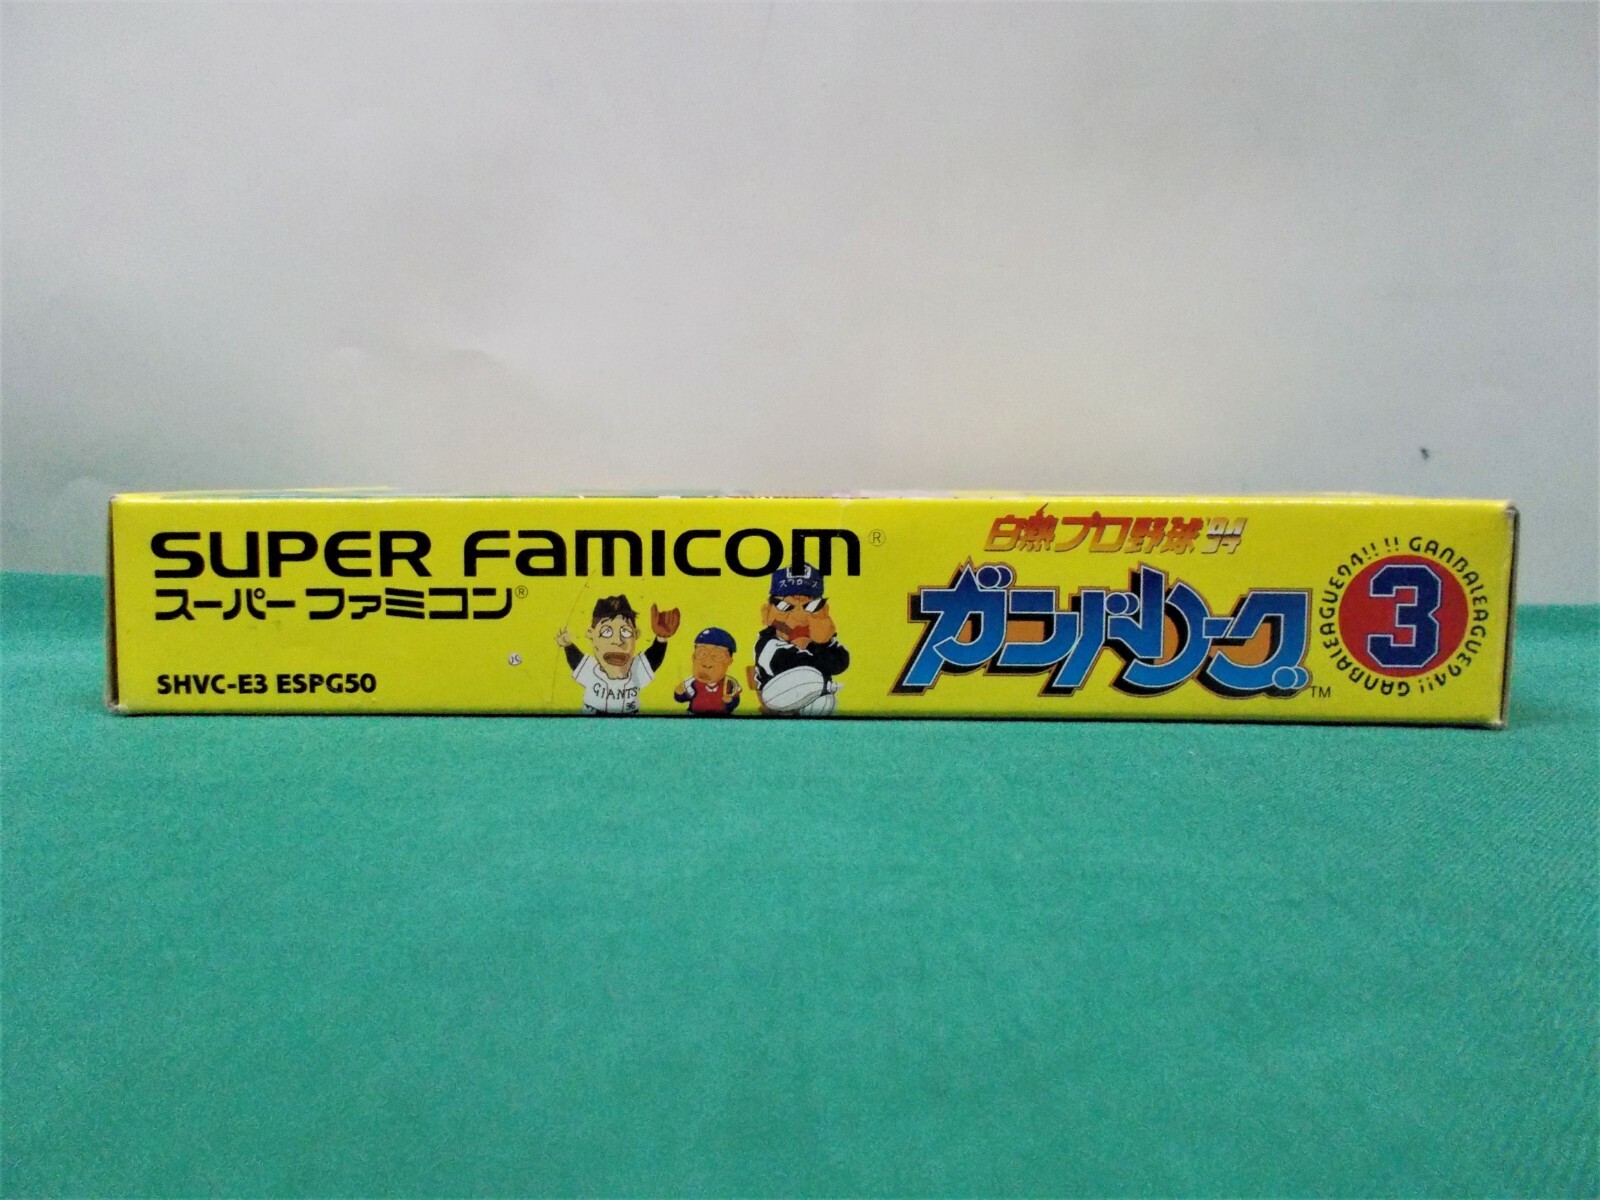 SUPER FAMICOM®
スーパーファミコン®
SHVC-E3 ESPG50
GIANTS
白熱プロ野球'94
ガンバリーグ
TM
3
GANBALEAGUE94!! !! GANBALEAGUE94!! !!